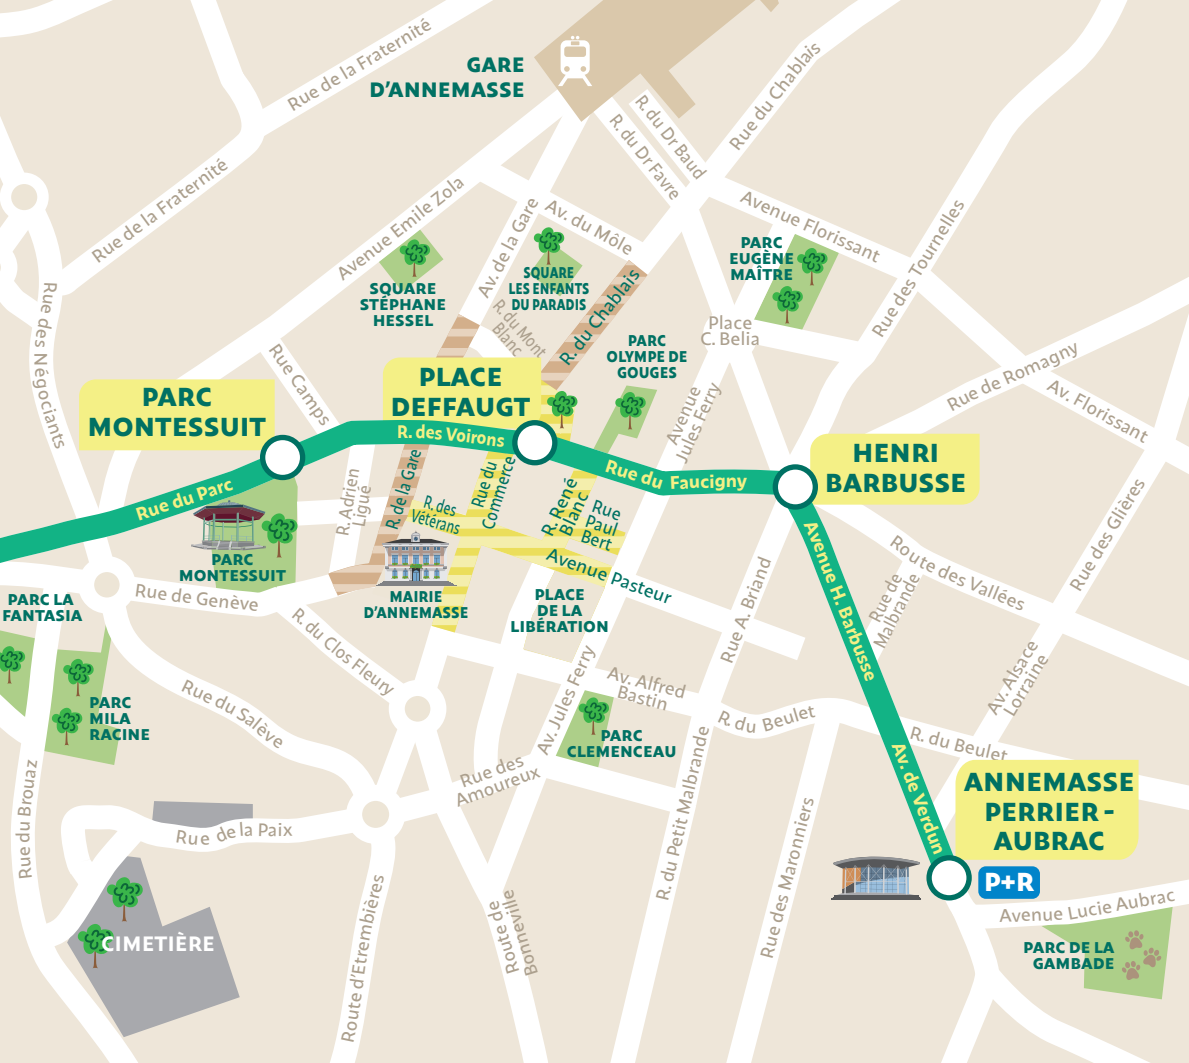 Rue de la Fraternité
GARE
D'ANNEMASSE
Rue du Chablais
R. du Dr Baud
R. du Dr Favre
Rue de la Fraternité
Avenue Emile Zola
Av. de la Gare
Av. du Môle
Avenue Florissant
Rue des Tournelles
PARC
EUGÈNE
MAÎTRE
SQUARE
STÉPHANE
HESSEL
SQUARE
LES ENFANTS
DU PARADIS
R. du Chablais
R. du Mont
Blanc
Rue des Négociants
Place
C. Belia
PARC
OLYMPE DE
GOUGES
Rue Camps
Avenue
Jules Ferry
Rue de Romagny
Av. Florissant
PARC
MONTESSUIT
PLACE
DEFFAUGT
R. des Voirons
HENRI
BARBUSSE
Rue du Parc
Rue du Faucigny
R. Adrien
Ligue
R. de la Gare
Rue du
Commerce
R. des
Vétérans
R. René
Blanc
Rue
Paul
Bert
Avenue Pasteur
Rue des Glières
Route des Vallées
Avenue H. Barbusse
Rue de
Malbrande
PARC
MONTESSUIT
Rue de Genève
MAIRIE
D'ANNEMASSE
PLACE
DE LA
LIBÉRATION
Rue A. Briand
PARC LA
FANTASIA
R. du Clos Fleury
Av. Jules Ferry
Av. Alfred
Bastin
Av. Alsace
Lorraine
PARC
MILA
RACINE
Rue du Salève
PARC
CLEMENCEAU
R. du Beulet
R. du Beulet
Av. de Verdun
Rue du Brouaz
Rue des
Amoureux
R. du Petit Malbrande
ANNEMASSE
PERRIER-
AUBRAC
Rue de la Paix
Rue des Maronniers
P+R
CIMETIÈRE
Route d'Etrembières
Route de
Bonneville
Avenue Lucie Aubrac
PARC DE LA
GAMBADE